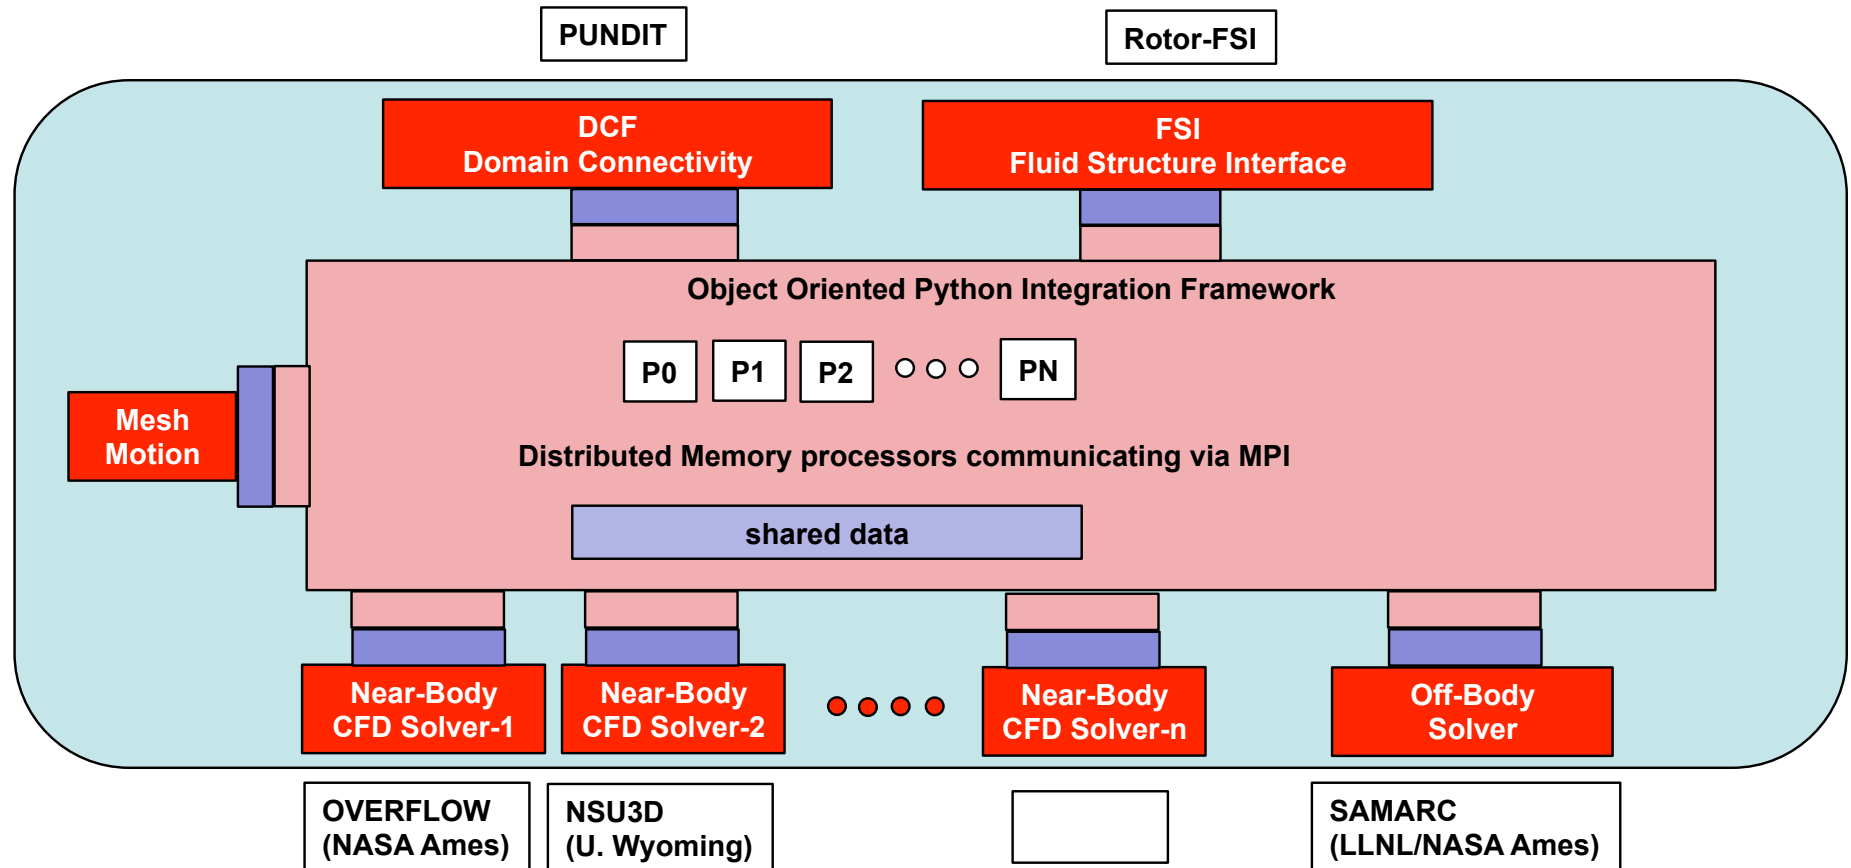 PUNDIT
Rotor-FSI
DCF
Domain Connectivity
FSI
Fluid Structure Interface
Object Oriented Python Integration Framework
P0
P1
P2
PN
Mesh
Motion
Distributed Memory processors communicating via MPI
shared data
Near-Body
CFD Solver-1
Near-Body
CFD Solver-2
Near-Body
CFD Solver-n
Off-Body
Solver
OVERFLOW
(NASA Ames)
NSU3D
(U. Wyoming)
SAMARC
(LLNL/NASA Ames)